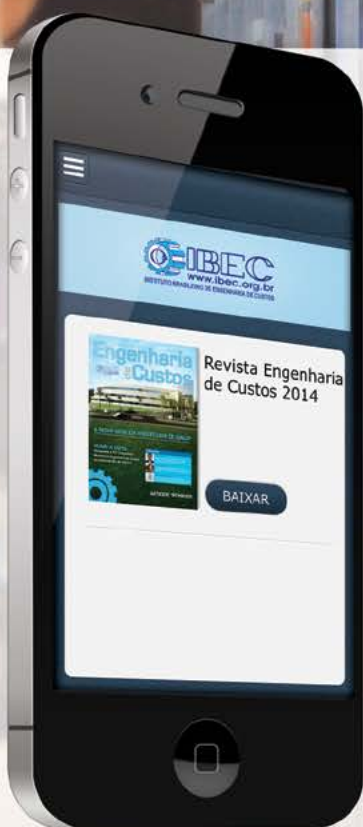 IBEC
www.ibec.org.br
INSTITUTO BRASILEIRO DE ENGENHARIA DE CUSTOS
Engenharia
de Custos
Revista Engenharia
de Custos 2014
BAIXAR